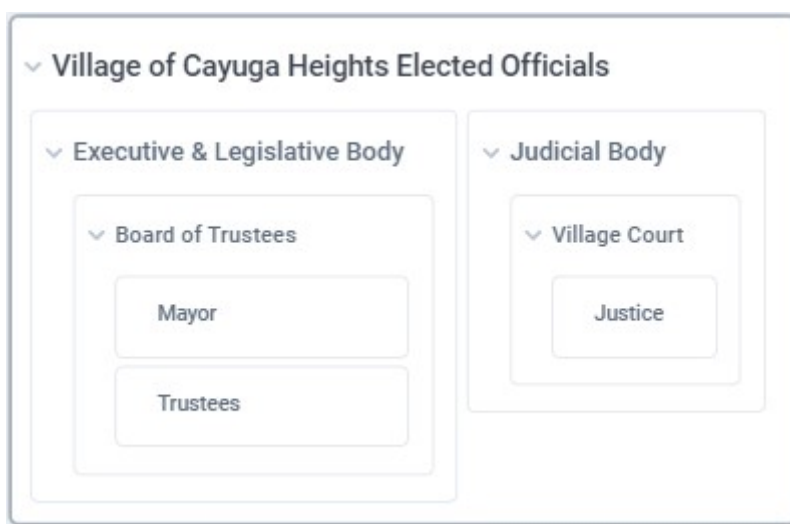 Village of Cayuga Heights Elected Officials
Executive & Legislative Body
Board of Trustees
Mayor
Trustees
Judicial Body
Village Court
Justice